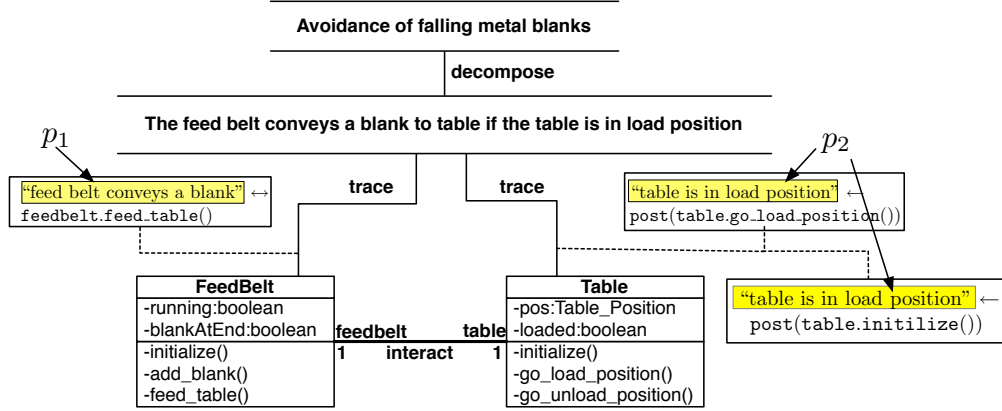 Avoidance of falling metal blanks
decompose
The feed belt conveys a blank to table if the table is in load position
p1
p2
trace
trace
“feed belt conveys a blank” ↔
feedbelt.feed_table()
“table is in load position” ←
post(table.go_load_position())
“table is in load position” ←
post(table.initilize())
FeedBelt
-running:boolean
-blankAtEnd:boolean
-initialize()
-add_blank()
-feed_table()
feedbelt table
1 interact 1
Table
-pos:Table_Position
-loaded:boolean
-initialize()
-go_load_position()
-go_unload_position()